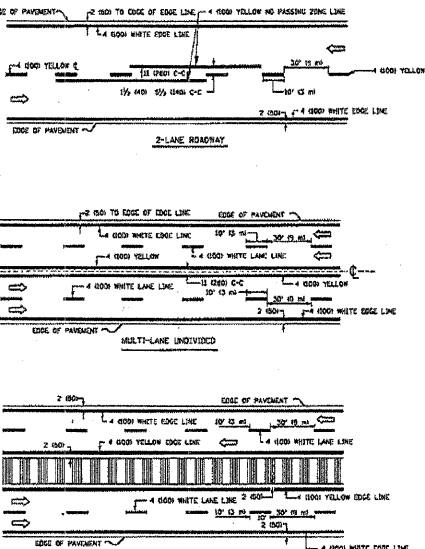 GE OF PAVEMENT
2 (50) TO EDGE OF EDGE LINE
4 (100) YELLOW NO PASSING ZONE LINE
4 (100) WHITE EDGE LINE
4 (100) YELLOW ℄
11 (280) C-C
30' (9 m)
4 (100) YELLOW
1½ (40) 5½ (140) C-C
10' (3 m)
2 (50)
4 (100) WHITE EDGE LINE
EDGE OF PAVEMENT
2-LANE ROADWAY
2 (50) TO EDGE OF EDGE LINE
EDGE OF PAVEMENT
4 (100) WHITE EDGE LINE
10' (3 m)
30' (9 m)
4 (100) YELLOW
4 (100) WHITE LANE LINE
℄
4 (100) WHITE LANE LINE
11 (280) C-C
4 (100) YELLOW
10' (3 m)
30' (9 m)
2 (50)
4 (100) WHITE EDGE LINE
EDGE OF PAVEMENT
MULTI-LANE UNDIVIDED
2 (50)
EDGE OF PAVEMENT
4 (100) WHITE EDGE LINE
10' (3 m)
30' (9 m)
2 (50)
4 (100) YELLOW EDGE LINE
4 (100) WHITE LANE LINE
4 (100) WHITE LANE LINE
2 (50)
4 (100) YELLOW EDGE LINE
10' (3 m)
10'
30' (9 m)
2 (50)
EDGE OF PAVEMENT
4 (100) WHITE EDGE LINE